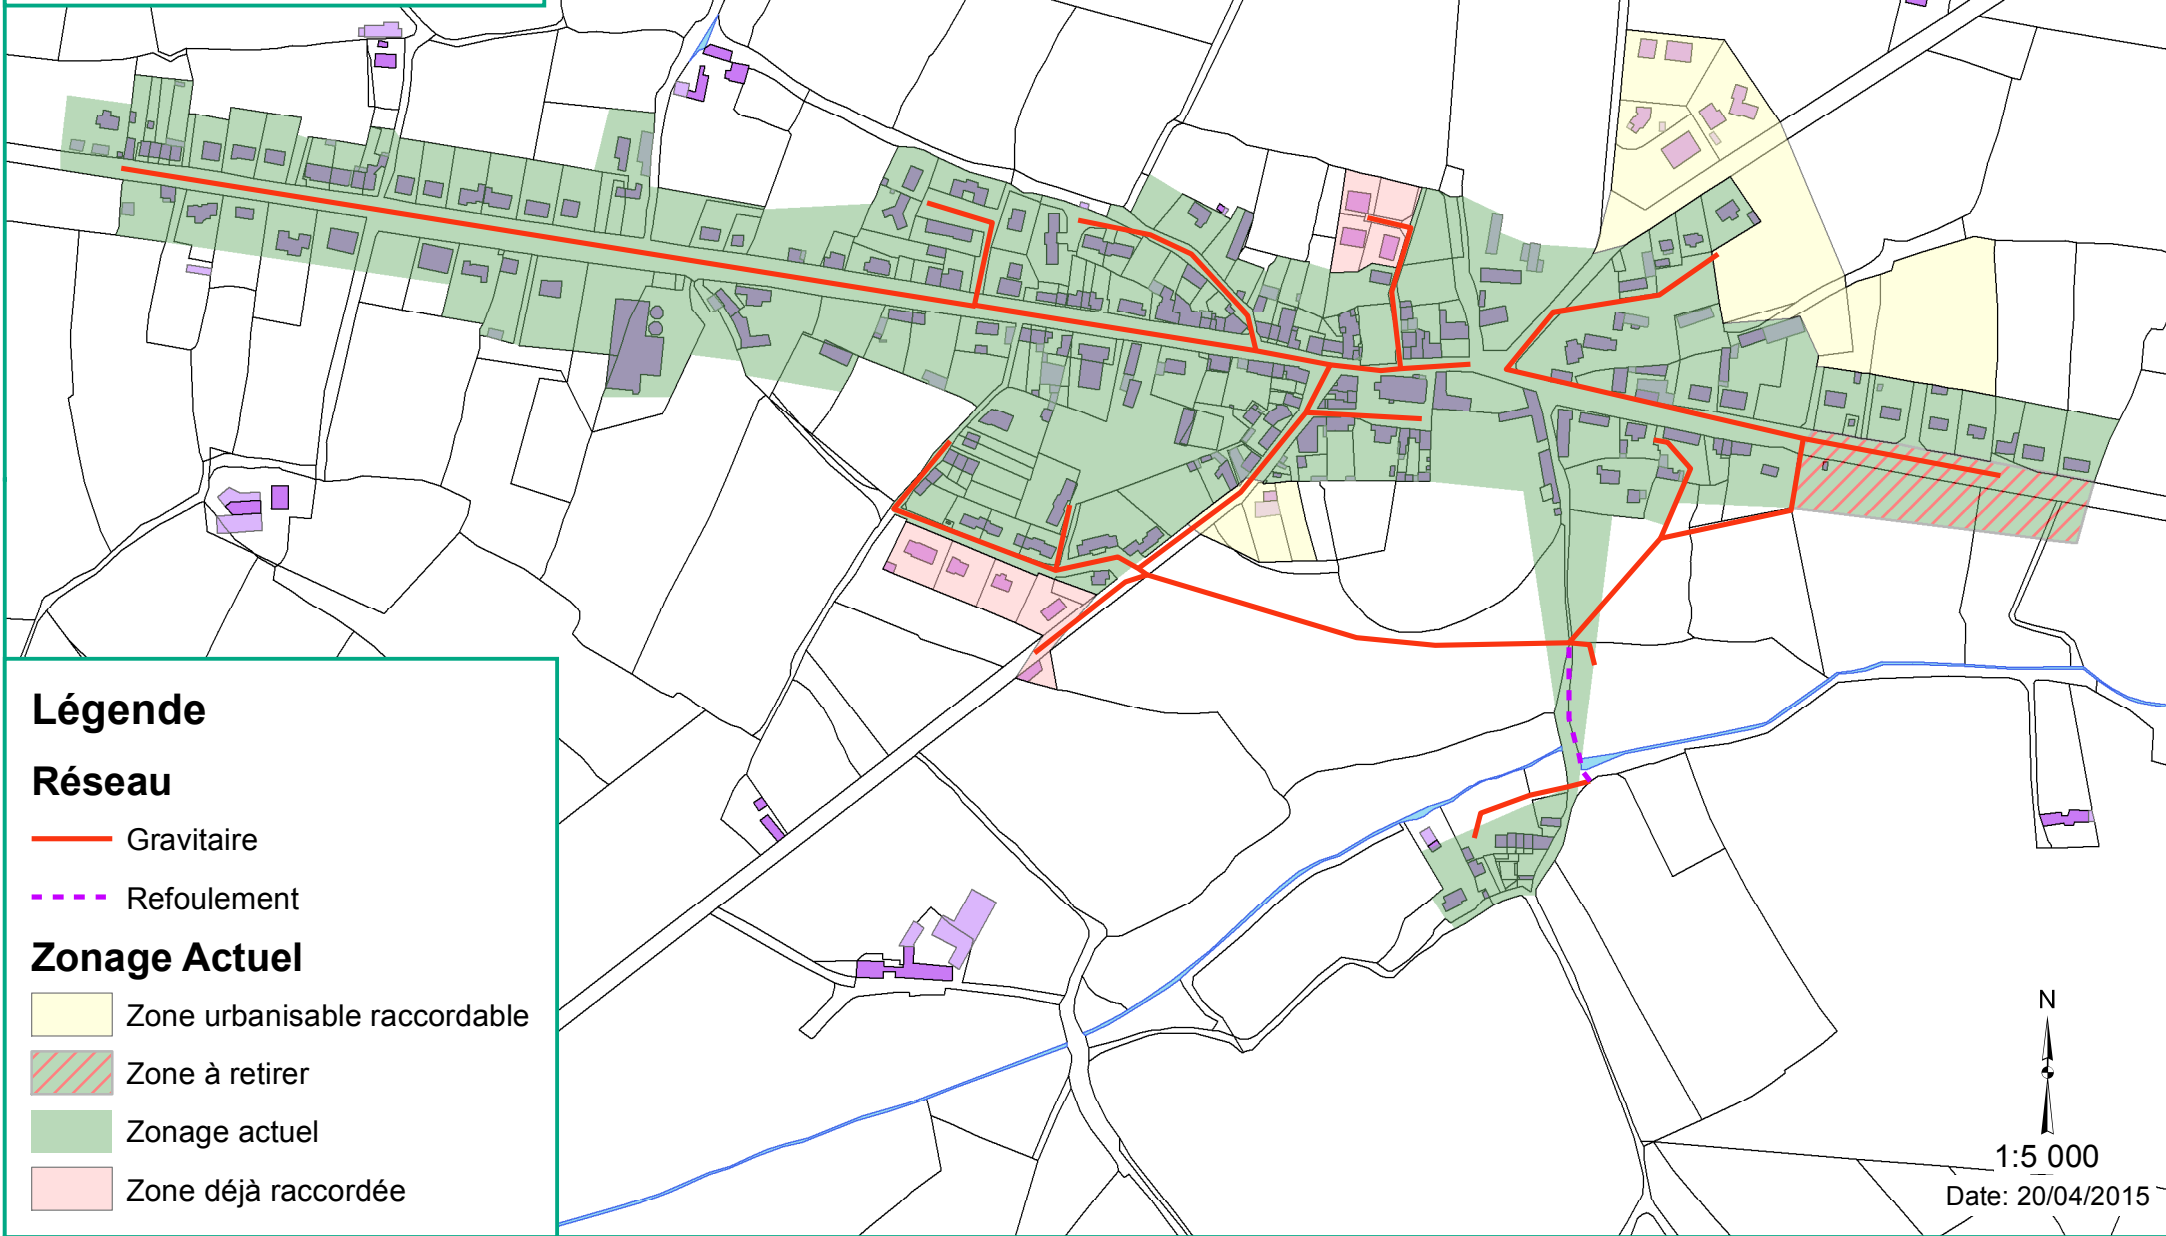 Légende
Réseau
Gravitaire
Refoulement
Zonage Actuel
Zone urbanisable raccordable
Zone à retirer
Zonage actuel
Zone déjà raccordée
N
1:5 000
Date: 20/04/2015